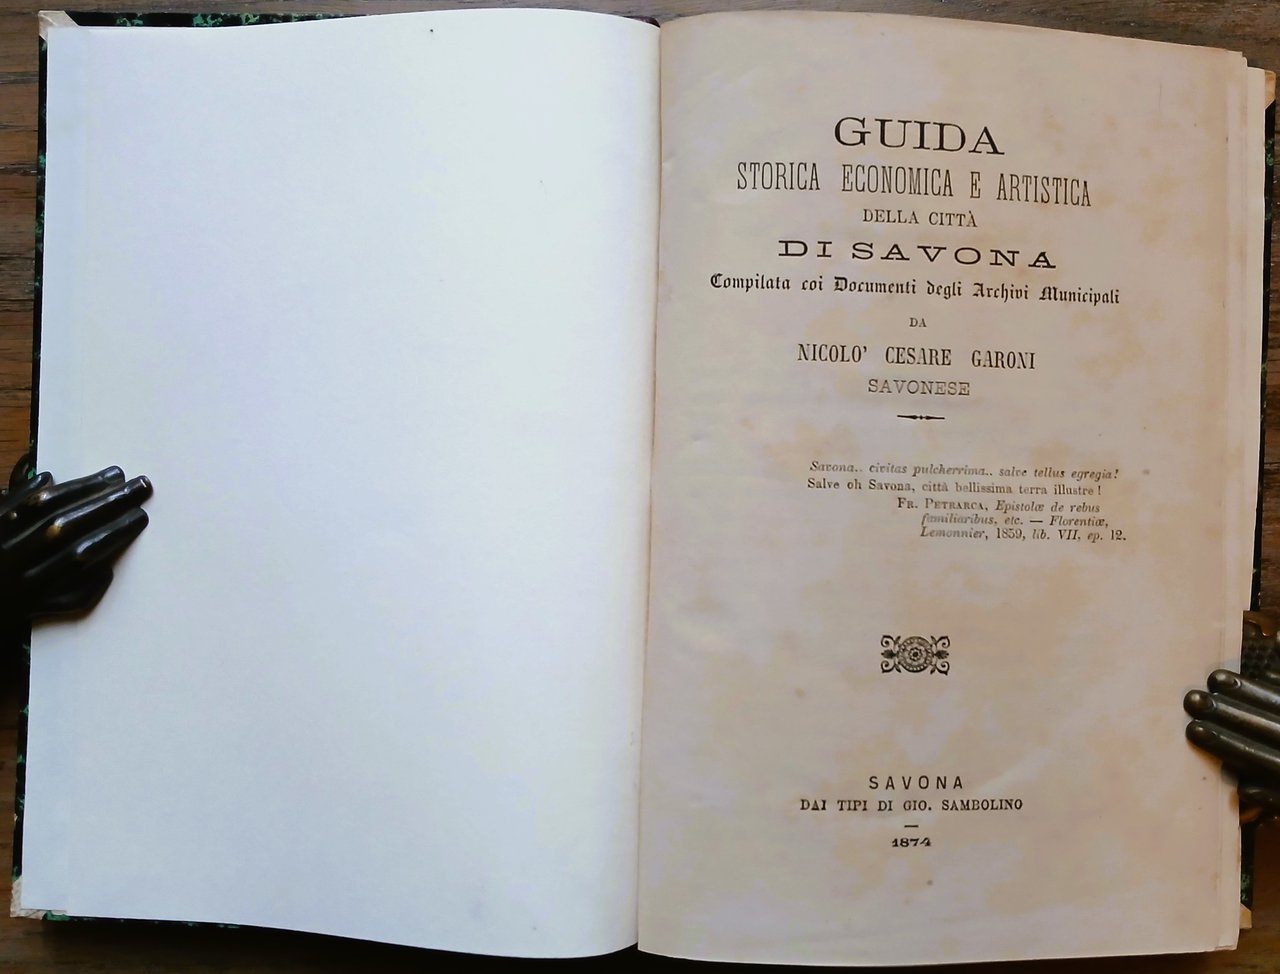 GUIDA
STORICA ECONOMICA E ARTISTICA
DELLA CITTÀ
DI SAVONA
Compilata coi Documenti degli Archivi Municipali
DA
NICOLO' CESARE GARONI
SAVONESE
Savona.. civitas pulcherrima.. salve tellus egregia!
Salve oh Savona, città bellissima terra illustre!
FR. PETRARCA, Epistolæ de rebus
familiaribus, etc. — Florentiæ,
Lemonnier, 1859, lib. VII, ep. 12.
SAVONA
DAI TIPI DI GIO. SAMBOLINO
1874